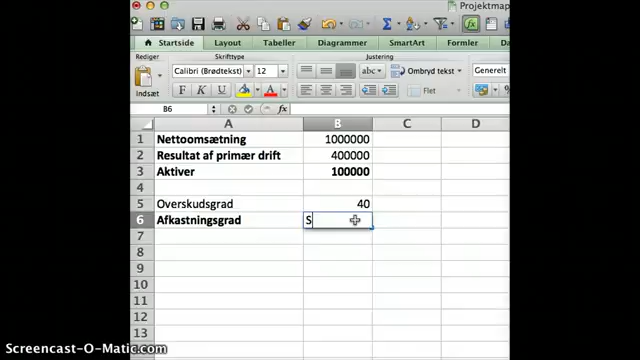 Projektmap
Startside Layout Tabeller Diagrammer SmartArt Formler
Rediger Skrifttype Justering
Calibri (Brødtekst) 12 abc Ombryd tekst Generelt
Indsæt F K U A A Flet
B6 fx
A B C D
1 Nettoomsætning 1000000
2 Resultat af primær drift 400000
3 Aktiver 100000
4
5 Overskudsgrad 40
6 Afkastningsgrad S
7
8
9
10
11
12
13
Screencast-O-Matic.com